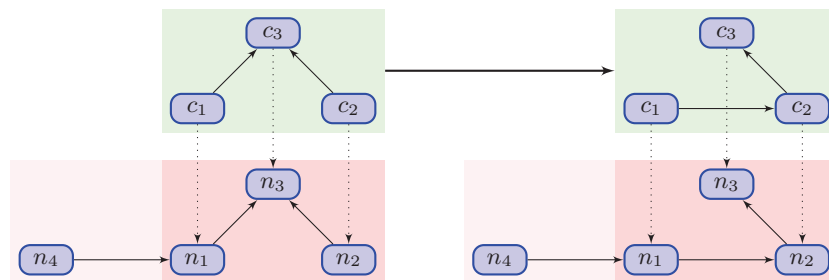 c₃ c₃
c₁ c₂ c₁ c₂
n₃ n₃
n₄ n₁ n₂ n₄ n₁ n₂